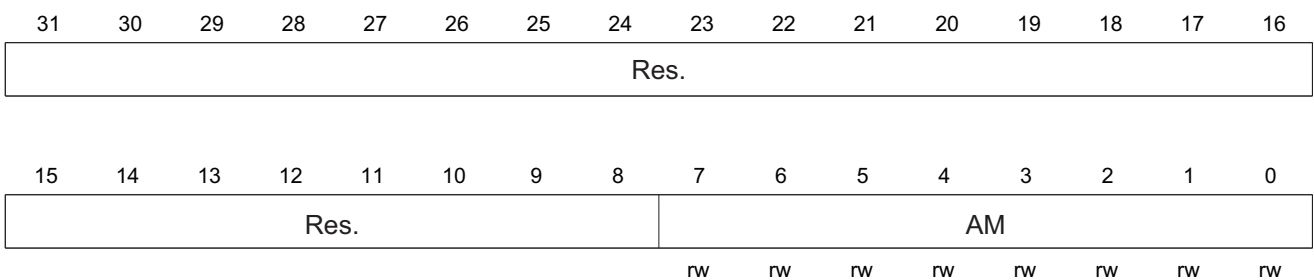 31 30 29 28 27 26 25 24 23 22 21 20 19 18 17 16
Res.
15 14 13 12 11 10 9 8 7 6 5 4 3 2 1 0
Res. AM
rw rw rw rw rw rw rw rw